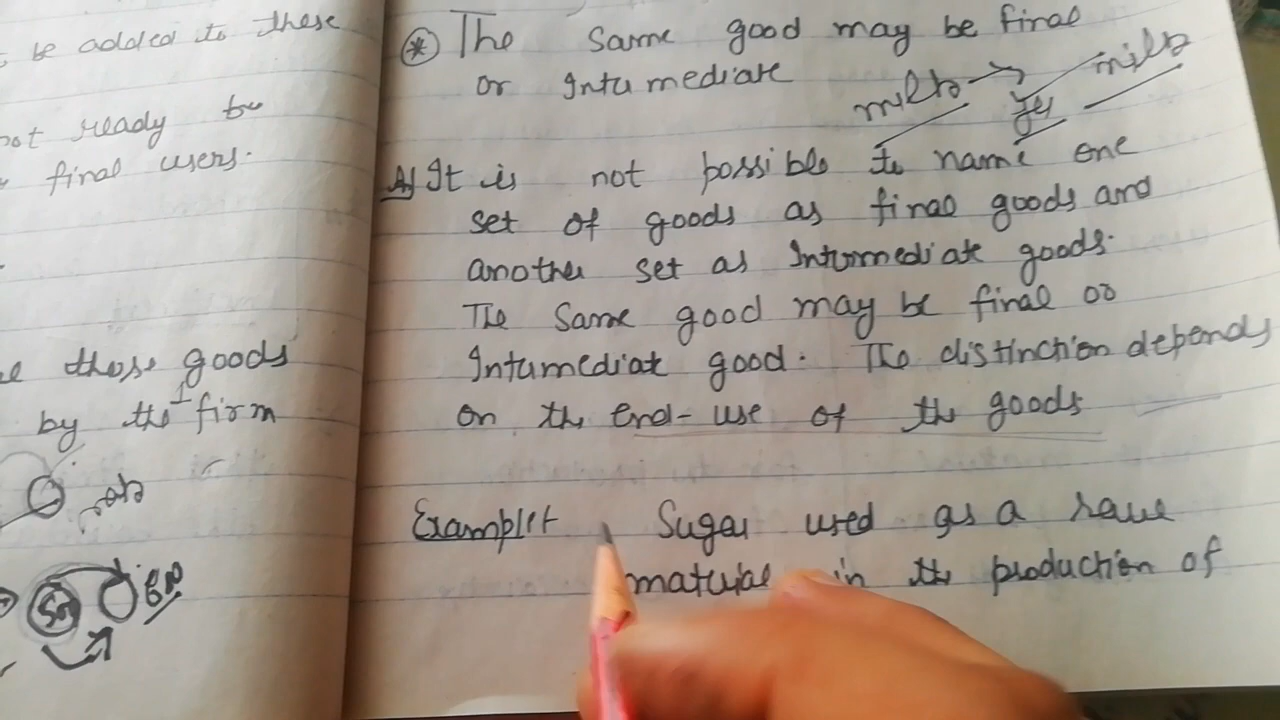 be added to these
not ready for
final users.
these goods
by the firm
* The same good may be final
or Intermediate
milk → milk
A) It is not possible to name one
set of goods as final goods and
another set as Intermediate goods.
The same good may be final or
Intermediate good. The distinction depends
on the end-use of the goods
Example:- Sugar used as a raw
material in the production of